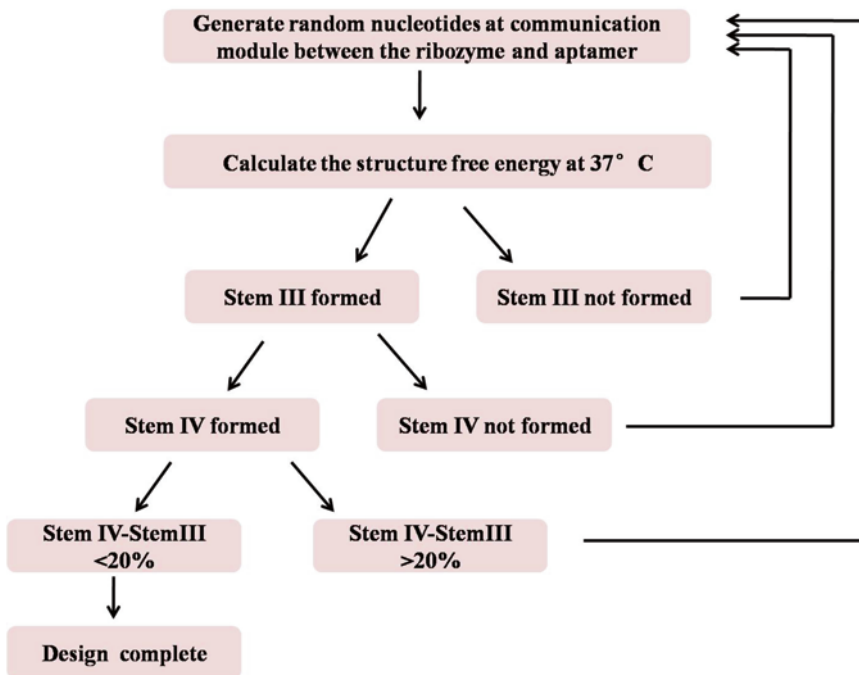 Generate random nucleotides at communication
module between the ribozyme and aptamer
Calculate the structure free energy at 37° C
Stem III formed
Stem III not formed
Stem IV formed
Stem IV not formed
Stem IV-StemIII
<20%
Stem IV-StemIII
>20%
Design complete